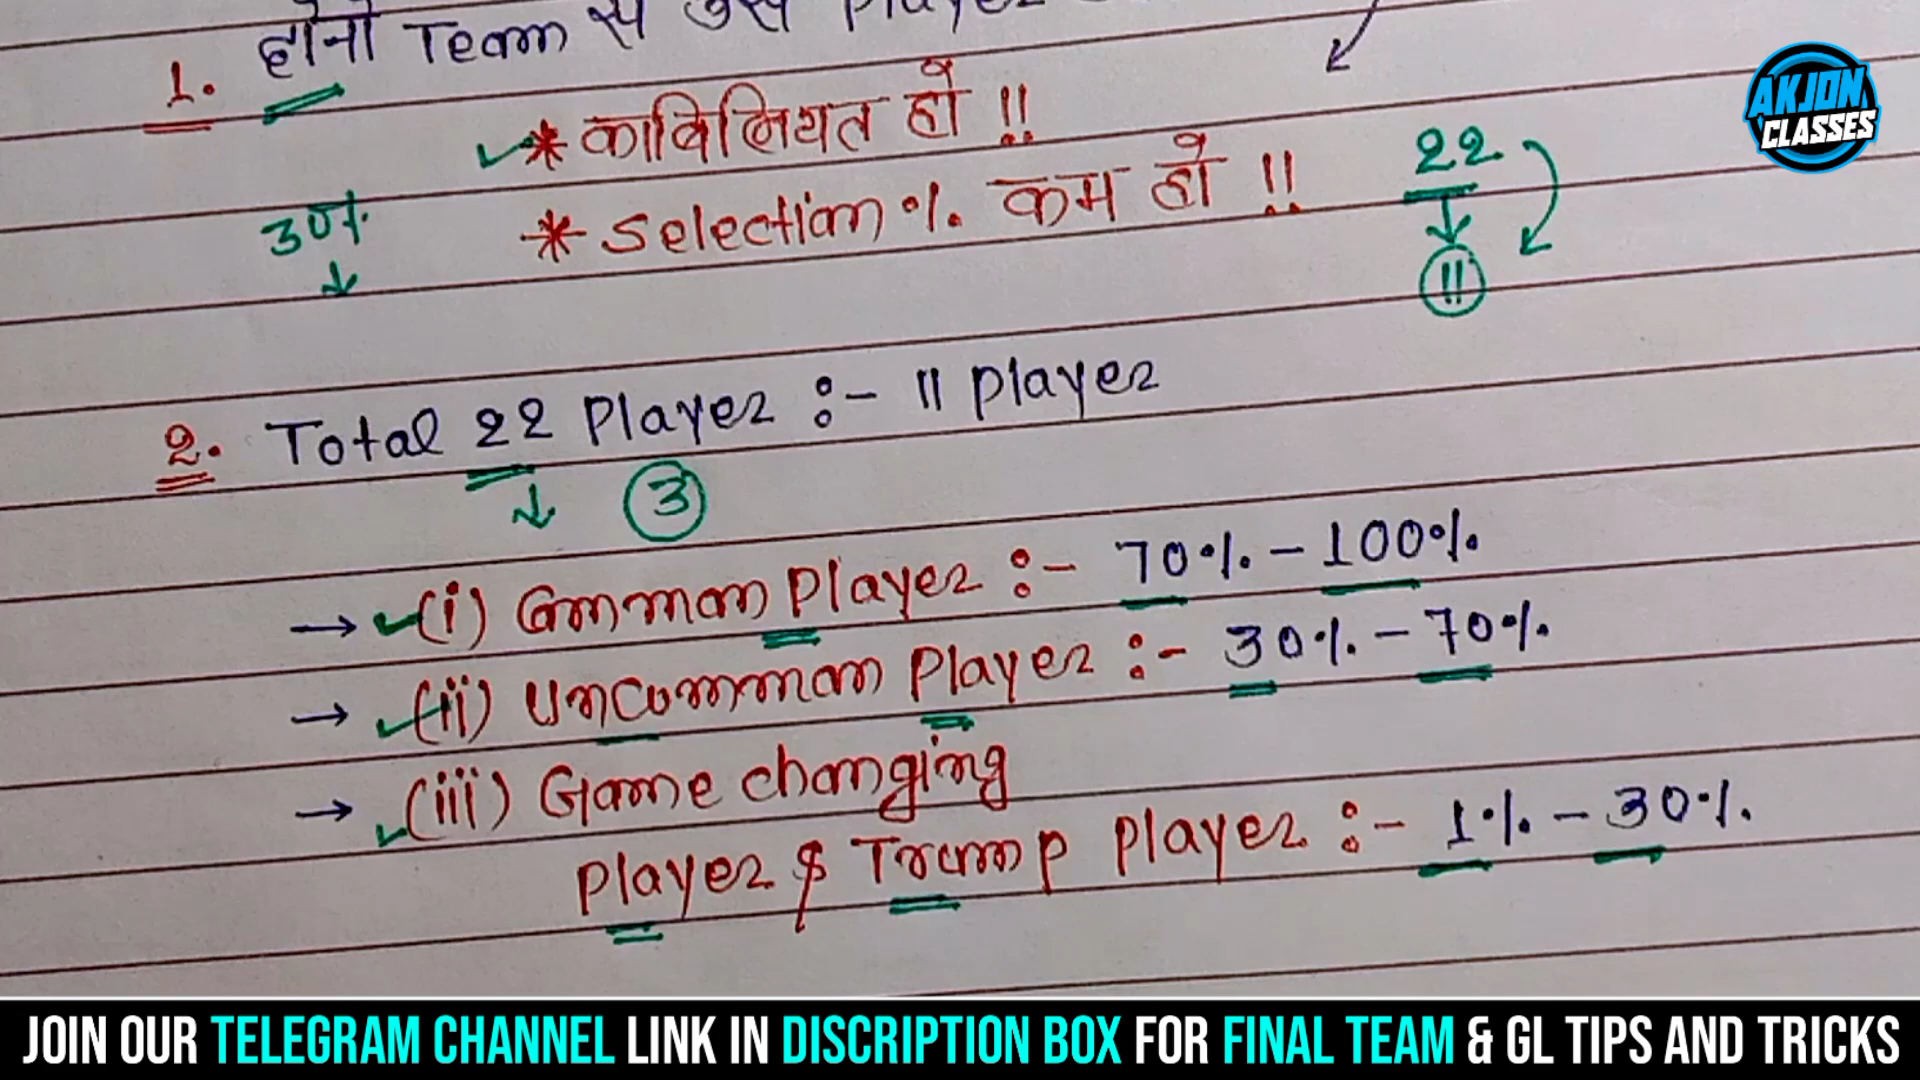 1. दोनों Team से उस Player
* काबिलियत हो !!
* Selection % कम हो !!
30%
22
11
2. Total 22 Player :- 11 player
3
→ (i) Common Player :- 70% - 100%
→ (ii) Uncommon Player :- 30% - 70%
→ (iii) Game changing
Player & Trump Player :- 1% - 30%
AKJON
CLASSES
JOIN OUR TELEGRAM CHANNEL LINK IN DISCRIPTION BOX FOR FINAL TEAM & GL TIPS AND TRICKS